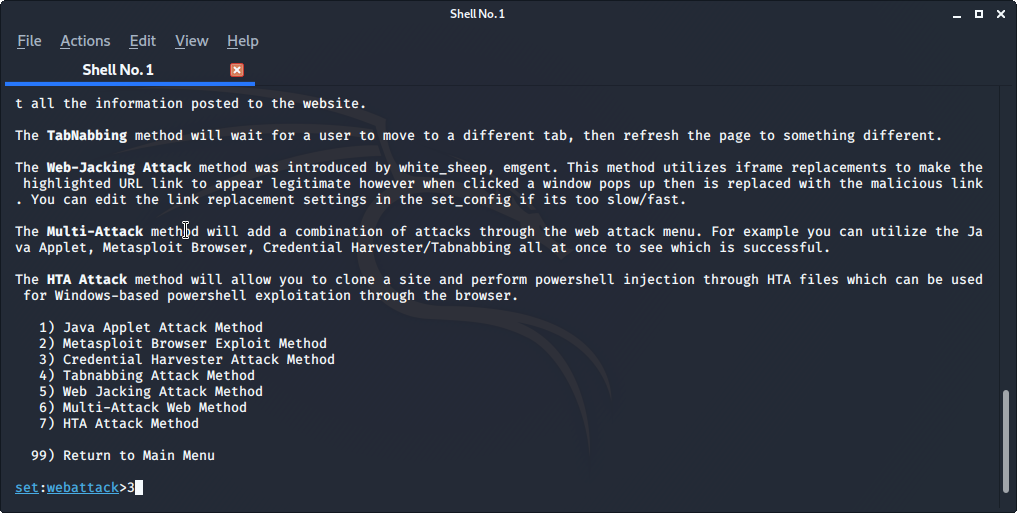 Shell No. 1
File Actions Edit View Help
Shell No. 1
t all the information posted to the website.
The TabNabbing method will wait for a user to move to a different tab, then refresh the page to something different.
The Web-Jacking Attack method was introduced by white_sheep, emgent. This method utilizes iframe replacements to make the
highlighted URL link to appear legitimate however when clicked a window pops up then is replaced with the malicious link
. You can edit the link replacement settings in the set_config if its too slow/fast.
The Multi-Attack method will add a combination of attacks through the web attack menu. For example you can utilize the Ja
va Applet, Metasploit Browser, Credential Harvester/Tabnabbing all at once to see which is successful.
The HTA Attack method will allow you to clone a site and perform powershell injection through HTA files which can be used
for Windows-based powershell exploitation through the browser.
1) Java Applet Attack Method
2) Metasploit Browser Exploit Method
3) Credential Harvester Attack Method
4) Tabnabbing Attack Method
5) Web Jacking Attack Method
6) Multi-Attack Web Method
7) HTA Attack Method
99) Return to Main Menu
set:webattack>3